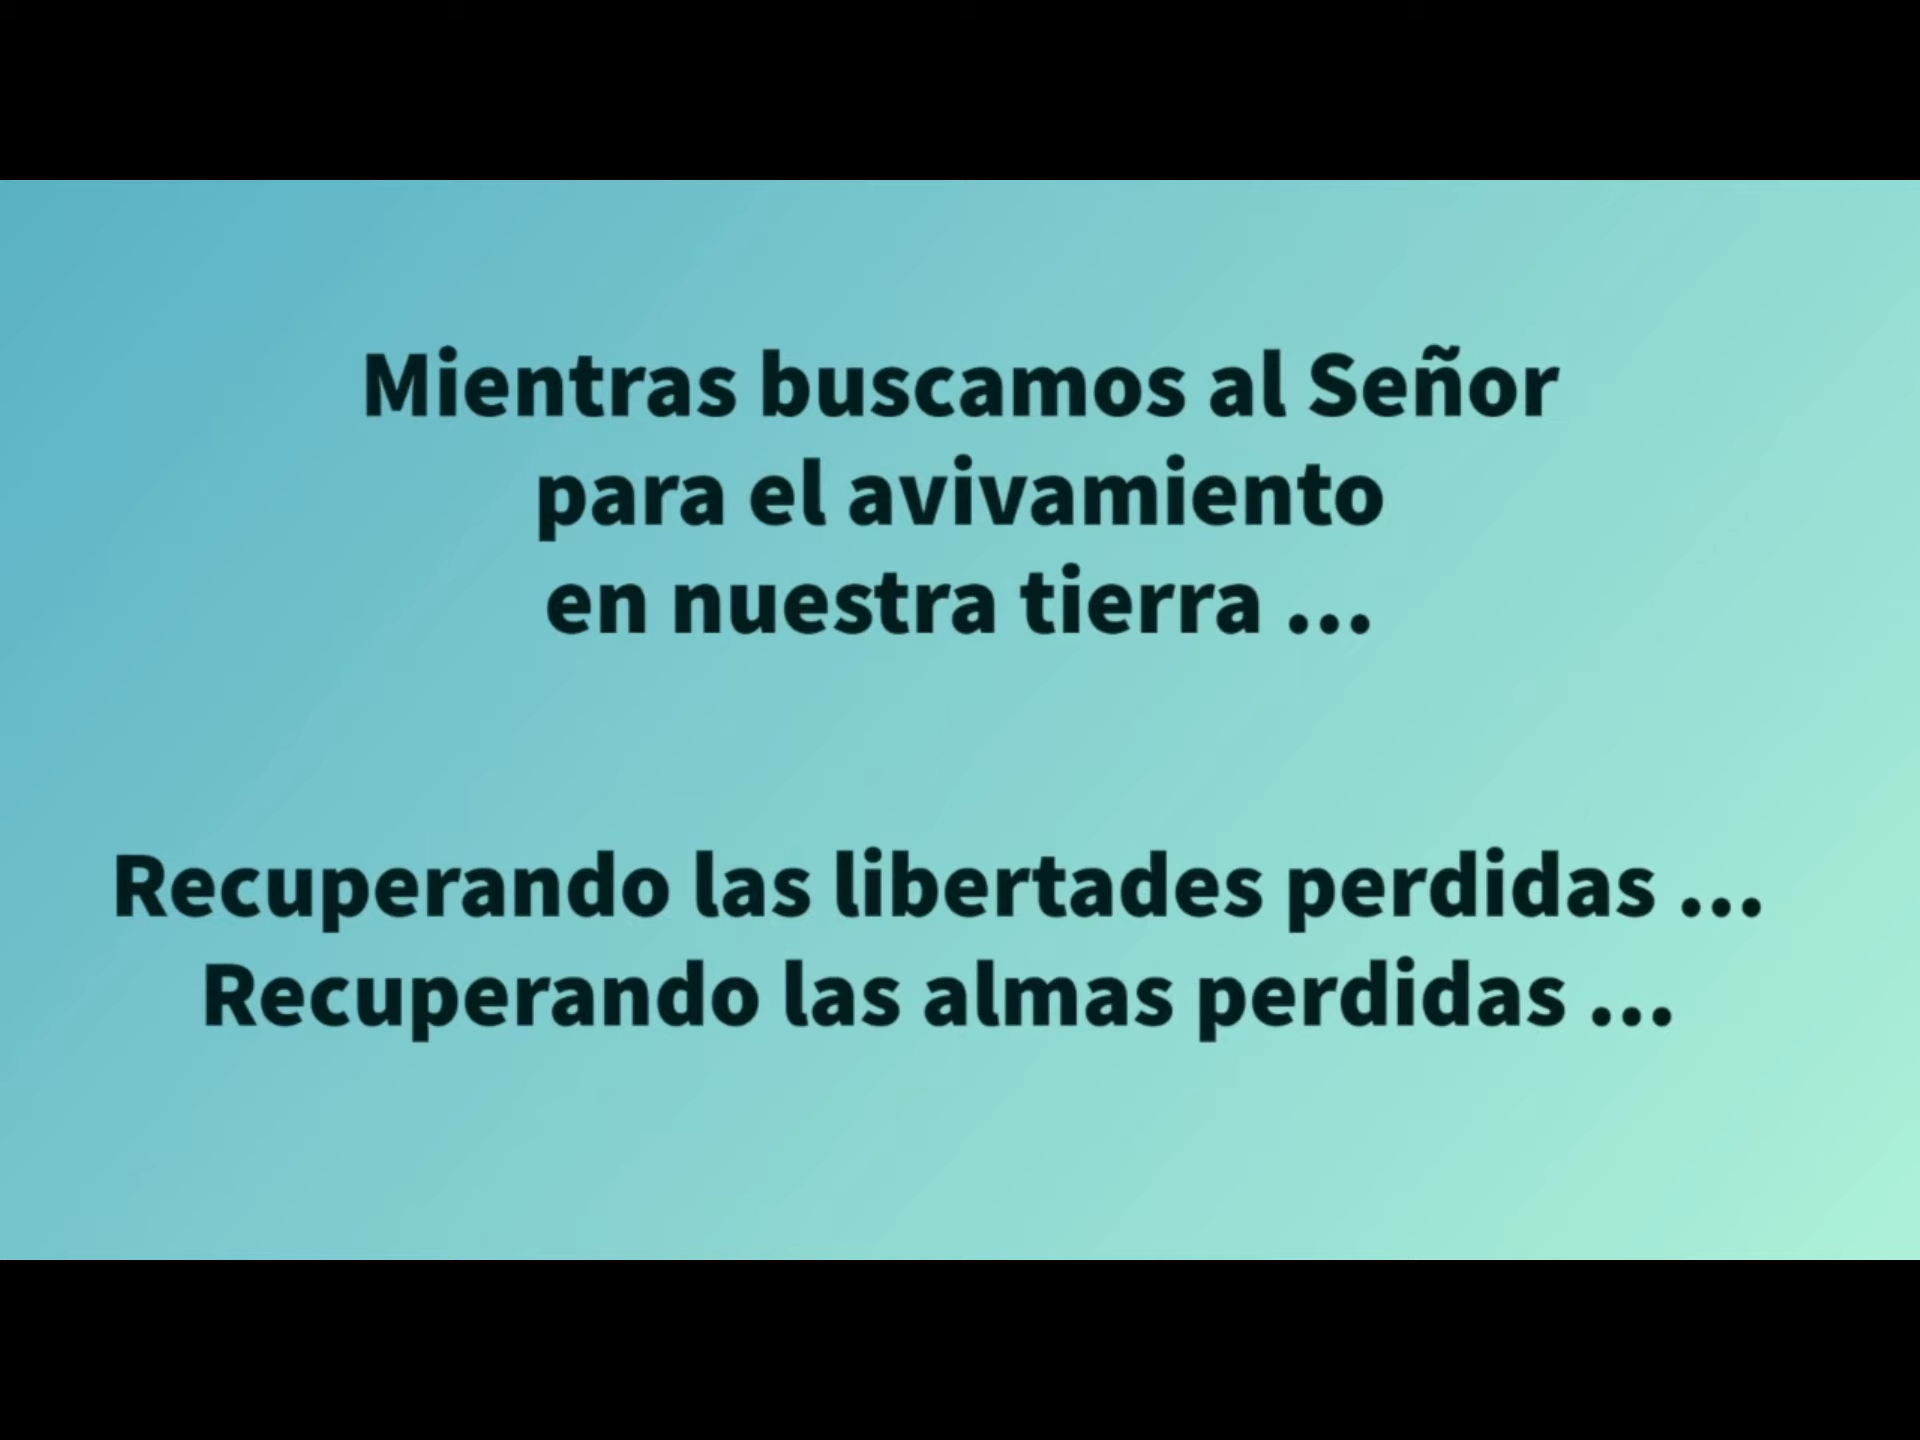 Mientras buscamos al Señor
para el avivamiento
en nuestra tierra ...
Recuperando las libertades perdidas ...
Recuperando las almas perdidas ...